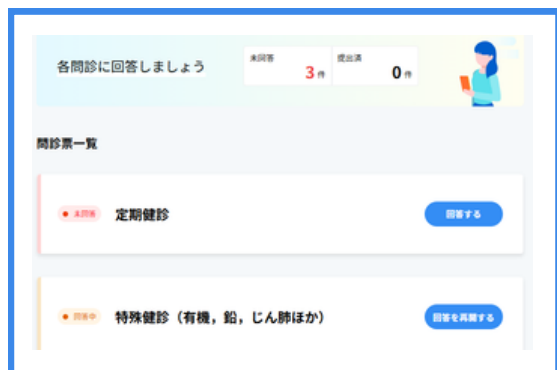 各問診に回答しましょう
未回答
3 件
提出済
0 件
問診票一覧
未回答
定期健診
回答する
回答中
特殊健診（有機，鉛，じん肺ほか）
回答を再開する